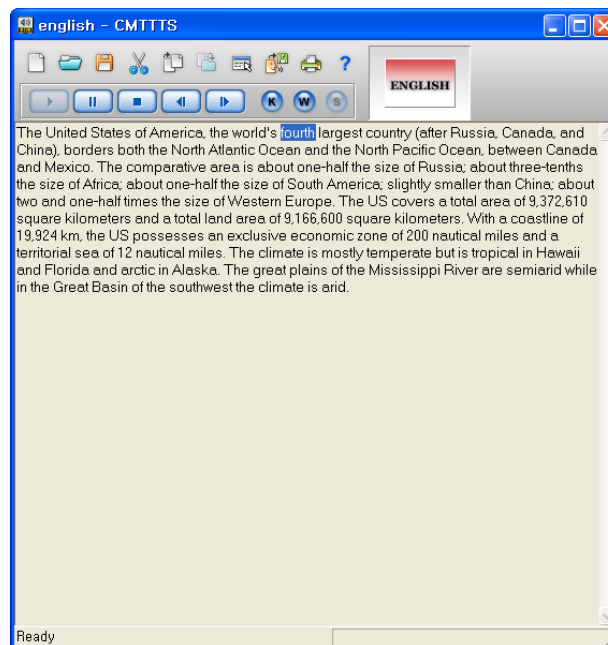 english - CMTTTS
?
K W S
ENGLISH
The United States of America, the world's fourth largest country (after Russia, Canada, and
China), borders both the North Atlantic Ocean and the North Pacific Ocean, between Canada
and Mexico. The comparative area is about one-half the size of Russia; about three-tenths
the size of Africa; about one-half the size of South America; slightly smaller than China; about
two and one-half times the size of Western Europe. The US covers a total area of 9,372,610
square kilometers and a total land area of 9,166,600 square kilometers. With a coastline of
19,924 km, the US possesses an exclusive economic zone of 200 nautical miles and a
territorial sea of 12 nautical miles. The climate is mostly temperate but is tropical in Hawaii
and Florida and arctic in Alaska. The great plains of the Mississippi River are semiarid while
in the Great Basin of the southwest the climate is arid.
Ready